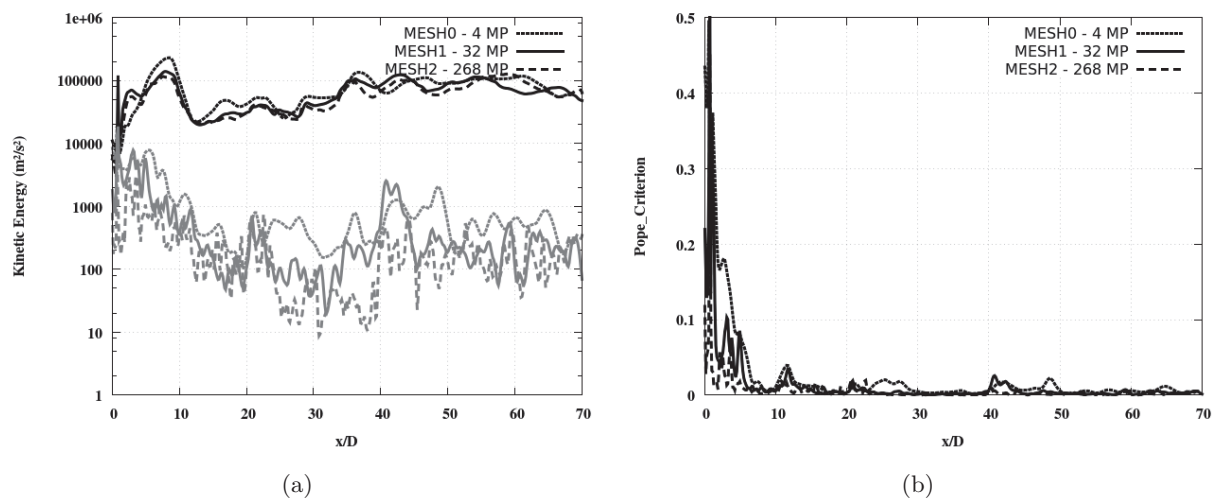 1e+06
100000
10000
1000
100
10
1
Kinetic Energy (m²/s²)
MESH0 - 4 MP
MESH1 - 32 MP
MESH2 - 268 MP
0 10 20 30 40 50 60 70
x/D
(a)
0.5
0.4
0.3
0.2
0.1
0
Pope_Criterion
MESH0 - 4 MP
MESH1 - 32 MP
MESH2 - 268 MP
0 10 20 30 40 50 60 70
x/D
(b)